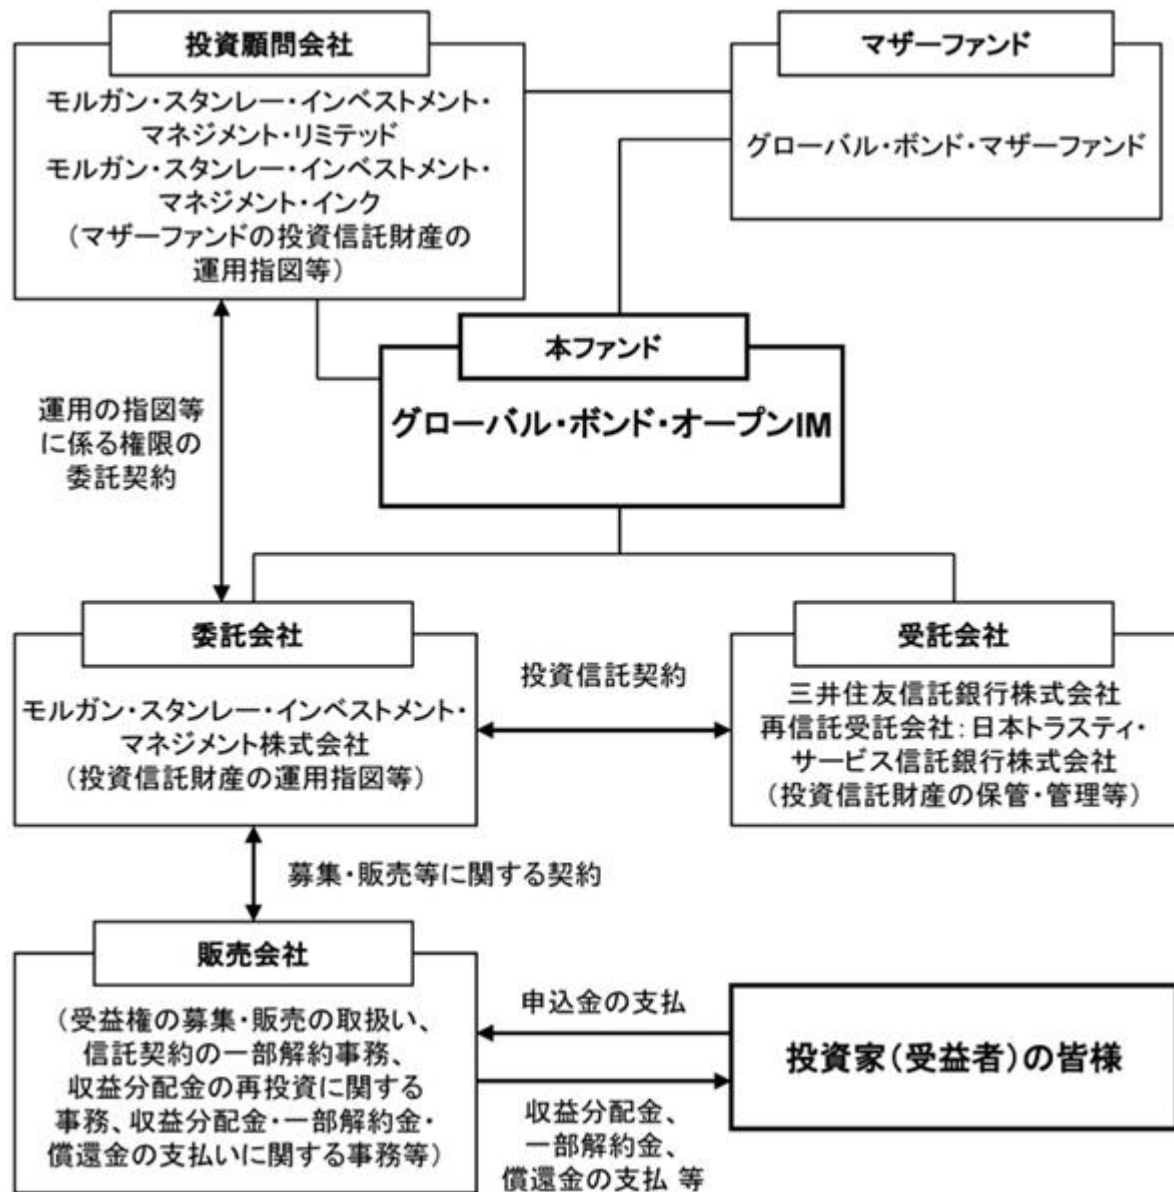 投資顧問会社
モルガン・スタンレー・インベストメント・
マネジメント・リミテッド
モルガン・スタンレー・インベストメント・
マネジメント・インク
（マザーファンドの投資信託財産の
運用指図等）
マザーファンド
グローバル・ボンド・マザーファンド
本ファンド
グローバル・ボンド・オープンIM
運用の指図等
に係る権限の
委託契約
委託会社
モルガン・スタンレー・インベストメント・
マネジメント株式会社
（投資信託財産の運用指図等）
投資信託契約
受託会社
三井住友信託銀行株式会社
再信託受託会社：日本トラスティ・
サービス信託銀行株式会社
（投資信託財産の保管・管理等）
募集・販売等に関する契約
販売会社
（受益権の募集・販売の取扱い、
信託契約の一部解約事務、
収益分配金の再投資に関する
事務、収益分配金・一部解約金・
償還金の支払いに関する事務等）
申込金の支払
収益分配金、
一部解約金、
償還金の支払 等
投資家（受益者）の皆様